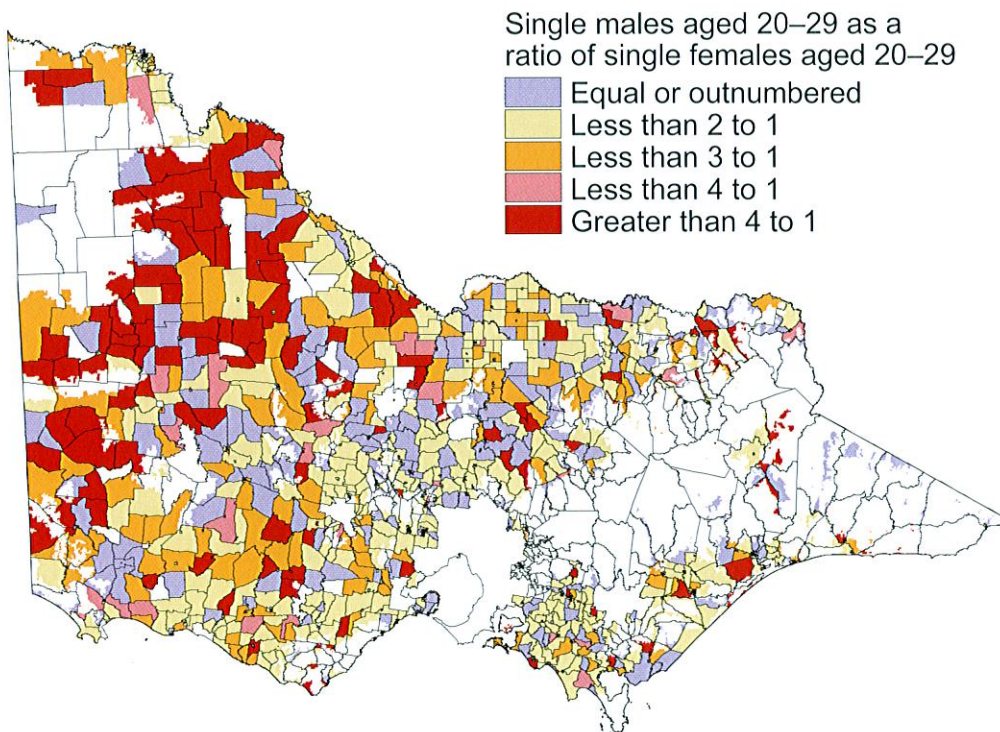 Single males aged 20–29 as a
ratio of single females aged 20–29
Equal or outnumbered
Less than 2 to 1
Less than 3 to 1
Less than 4 to 1
Greater than 4 to 1